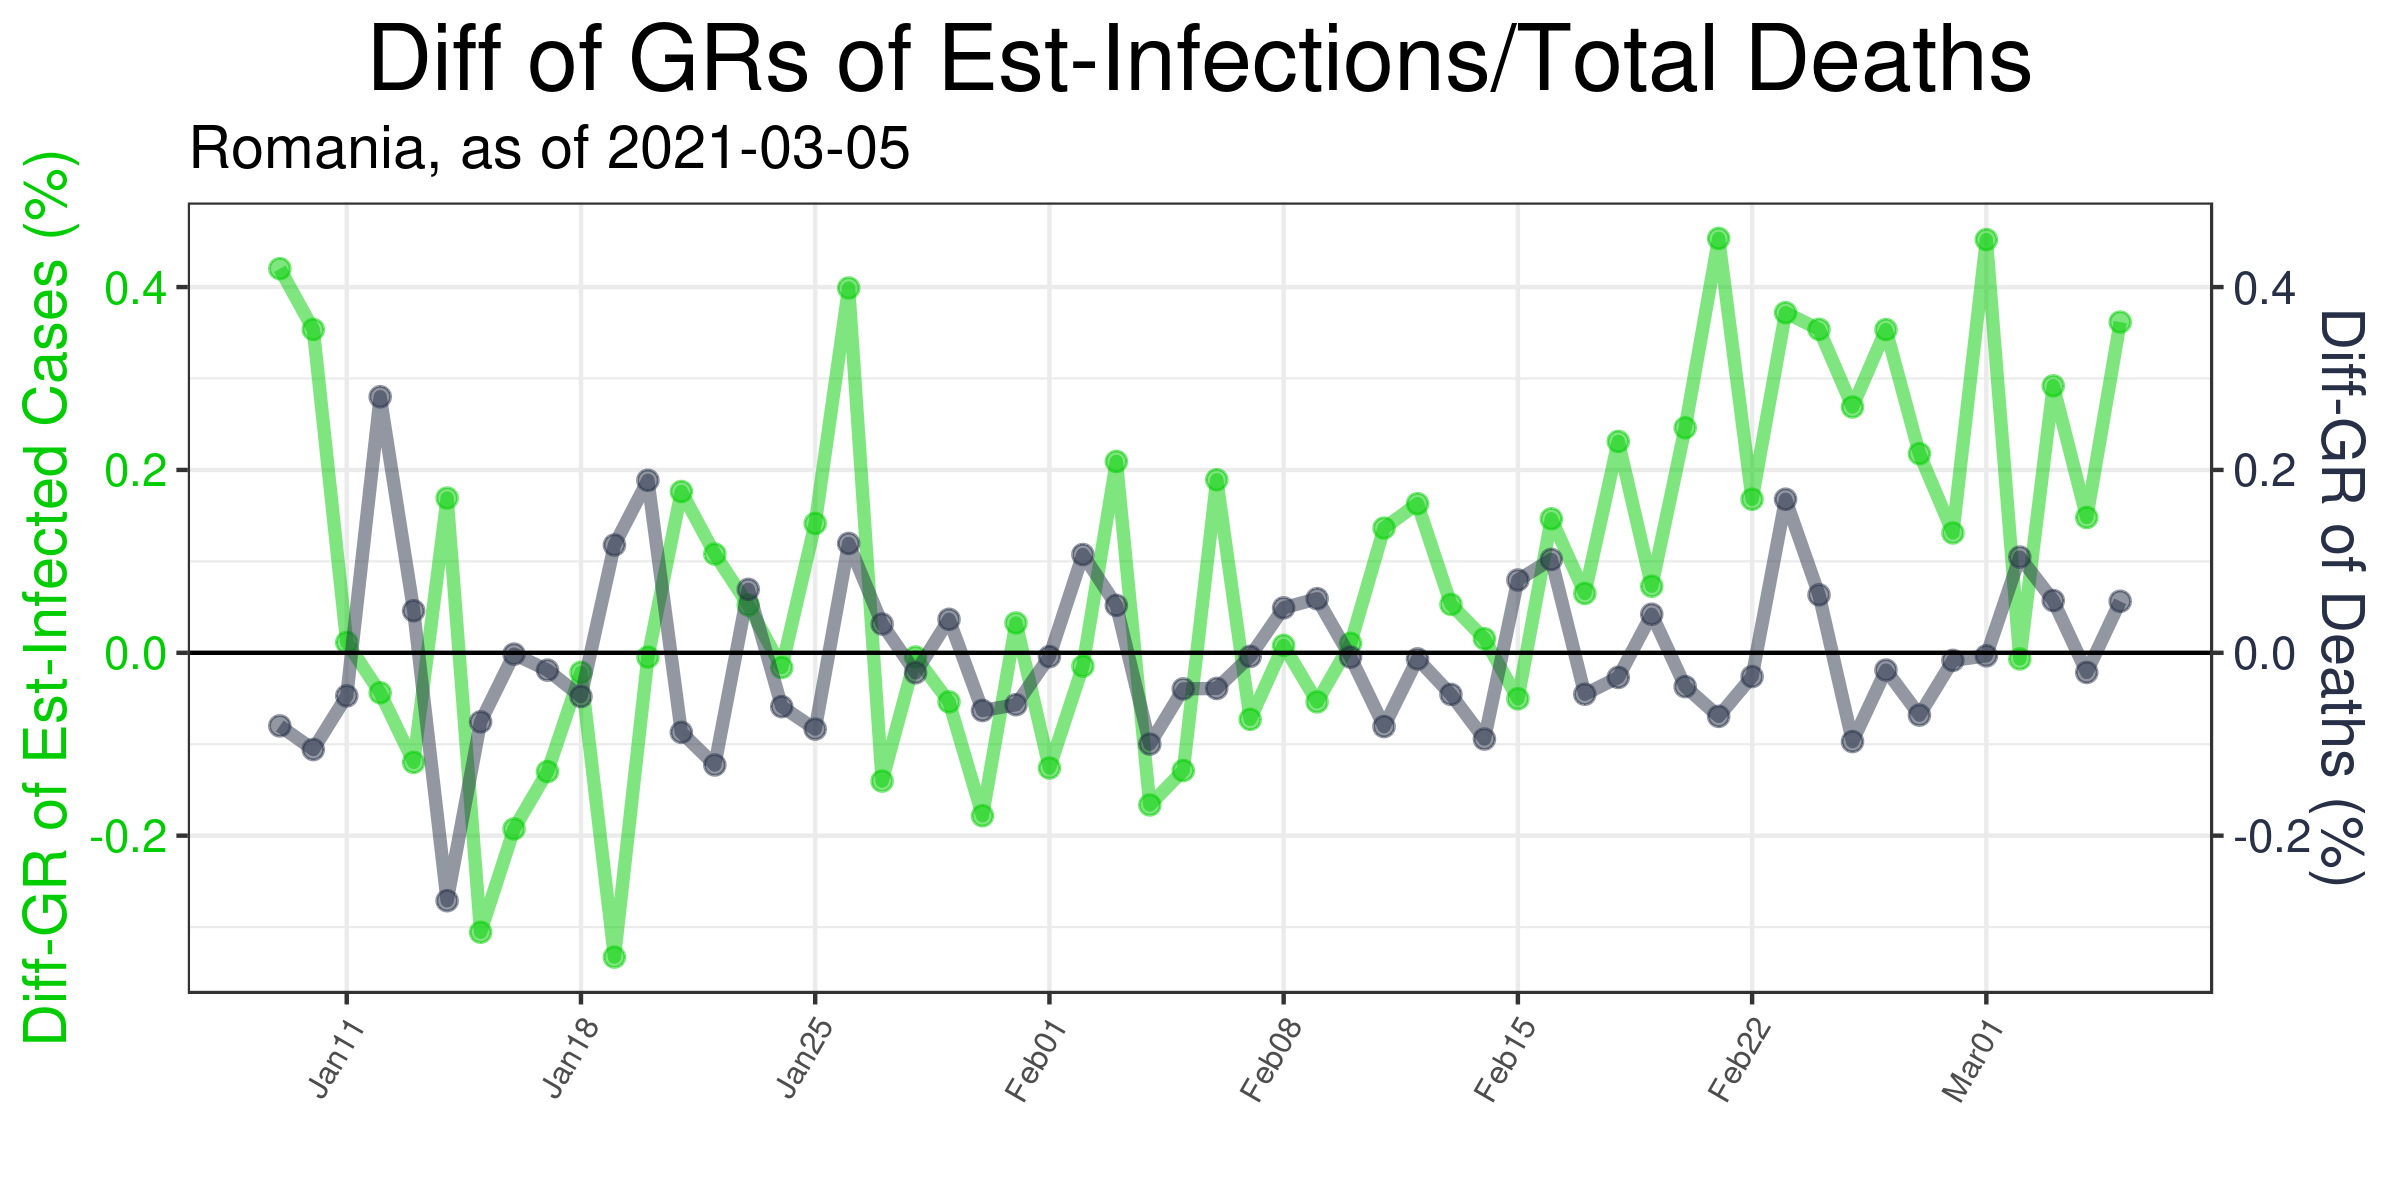 Diff of GRs of Est-Infections/Total Deaths
Romania, as of 2021-03-05
Diff-GR of Est-Infected Cases (%)
0.4
0.2
0.0
-0.2
0.4
0.2
0.0
-0.2
Diff-GR of Deaths (%)
Jan11
Jan18
Jan25
Feb01
Feb08
Feb15
Feb22
Mar01